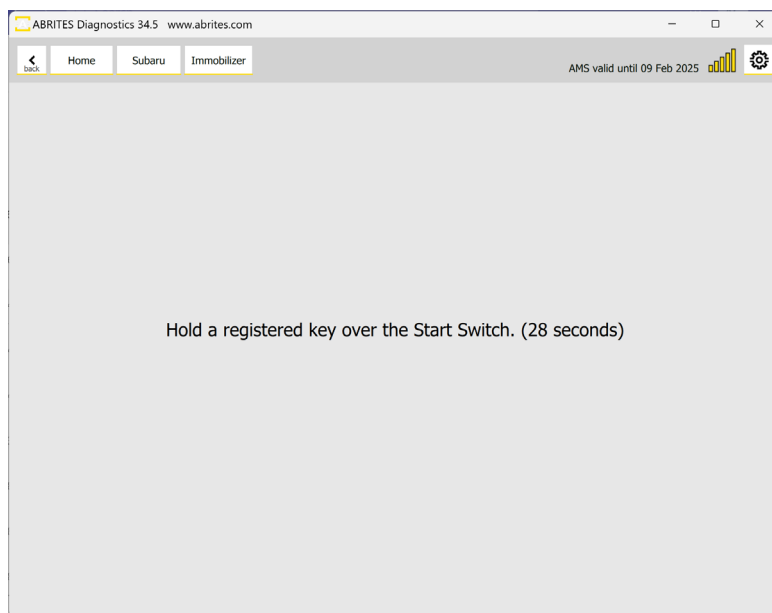 ABRITES Diagnostics 34.5 www.abrites.com
back Home Subaru Immobilizer AMS valid until 09 Feb 2025
Hold a registered key over the Start Switch. (28 seconds)